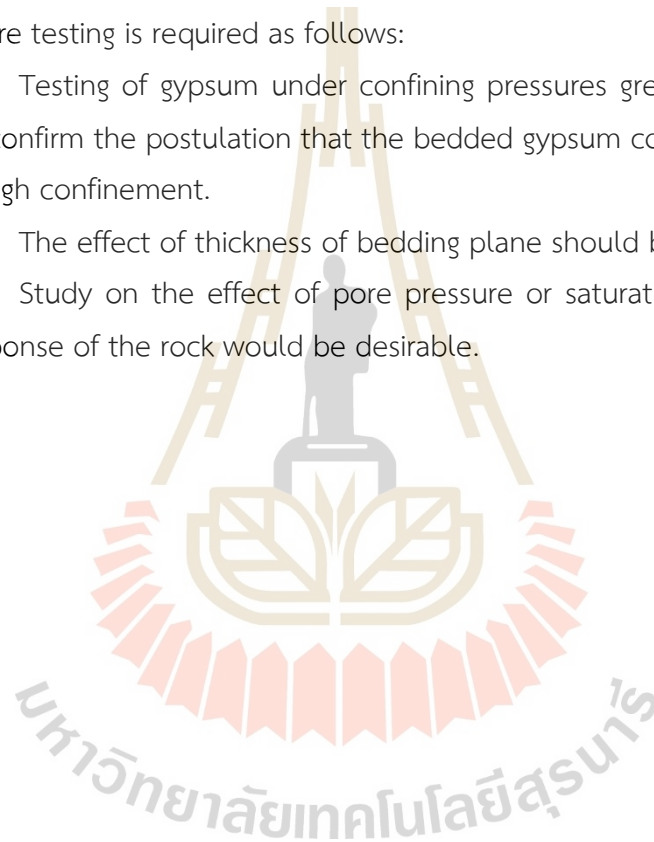 re testing is required as follows:
Testing of gypsum under confining pressures gre
confirm the postulation that the bedded gypsum co
gh confinement.
The effect of thickness of bedding plane should b
Study on the effect of pore pressure or saturat
onse of the rock would be desirable.
มหาวิทยาลัยเทคโนโลยีสุรนารี